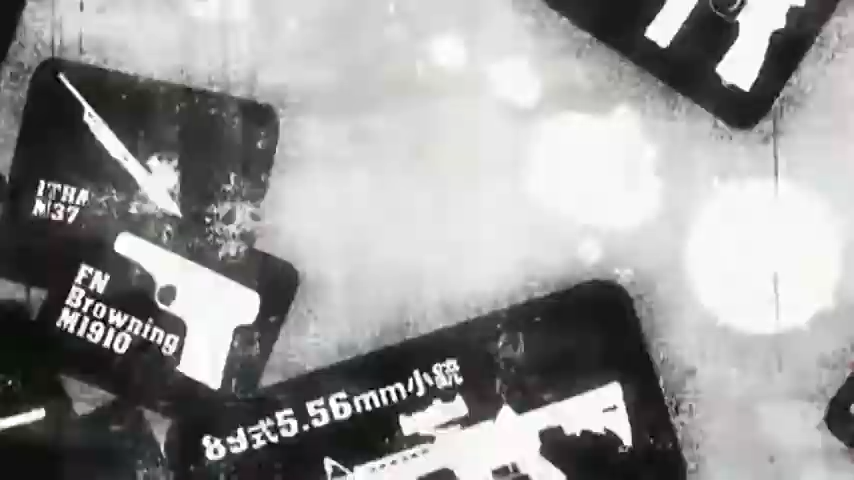 ITHA
M37
FN
Browning
M1910
89式5.56mm小銃